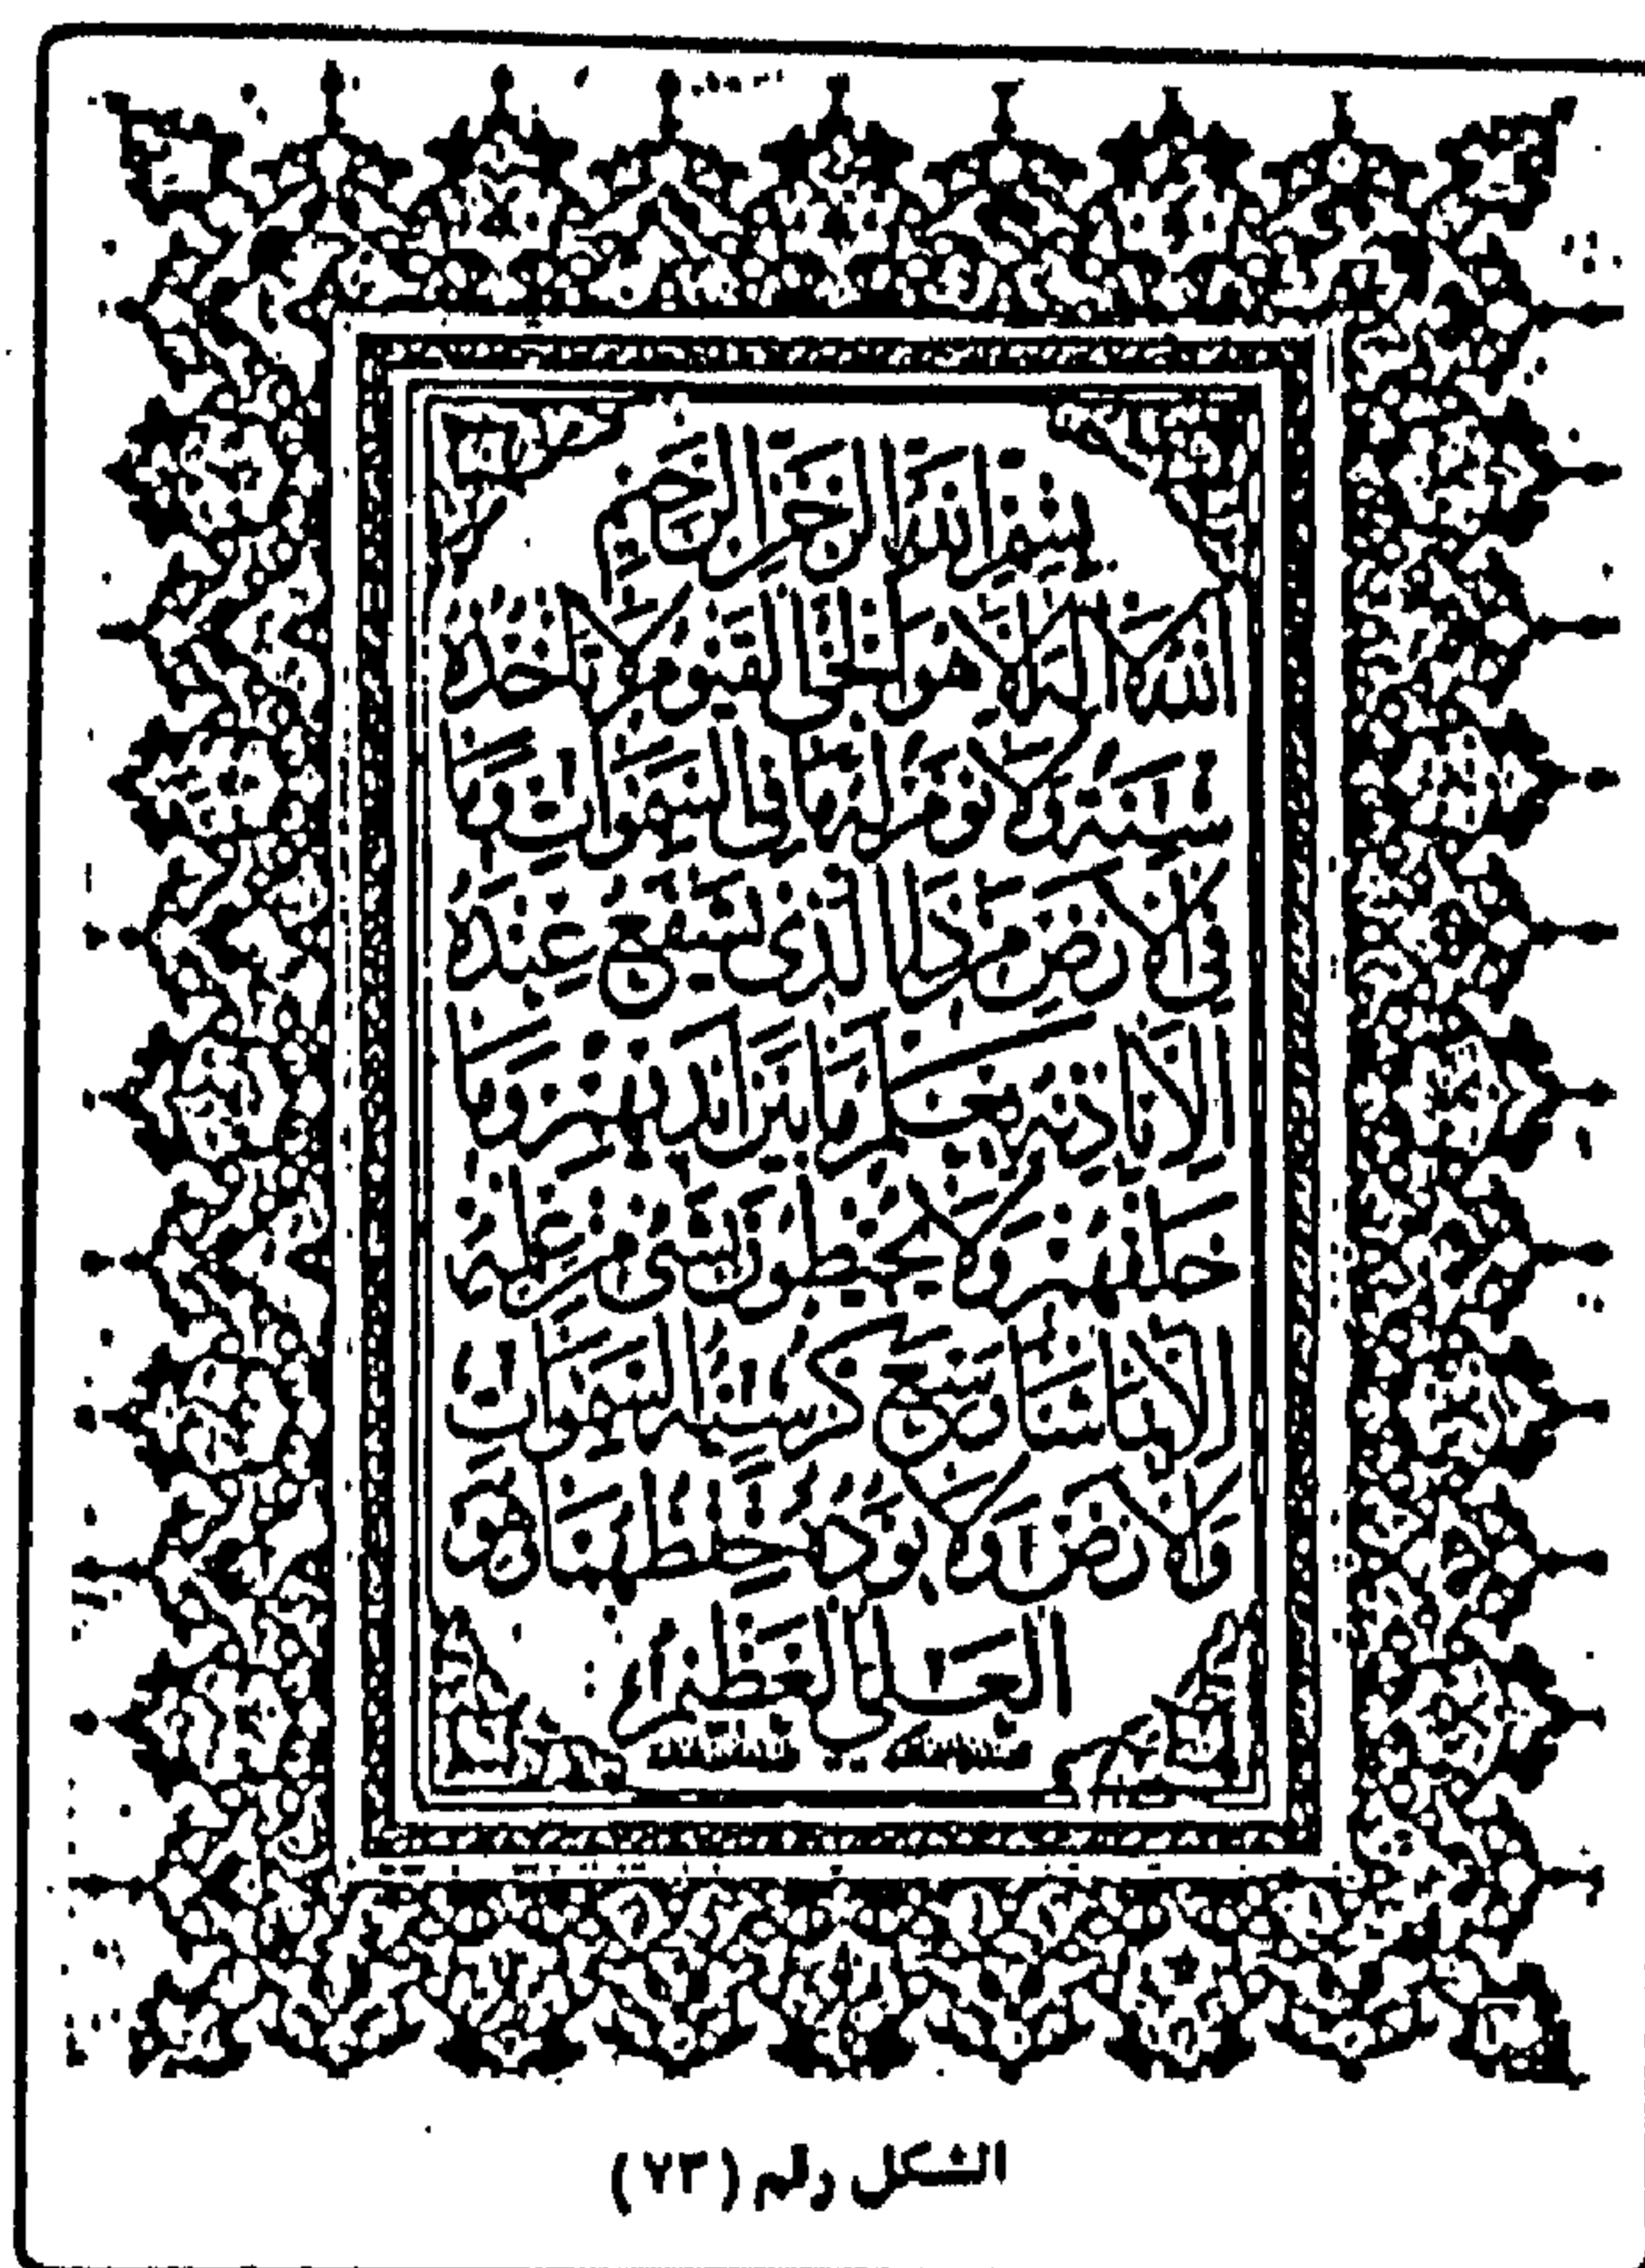 بسم الله الرحمن الرحيم
الله لا إله إلا هو الحي القيوم لا تأخذه
سنة ولا نوم له ما في السموات وما
في الأرض من ذا الذي يشفع عنده
إلا بإذنه يعلم ما بين أيديهم وما
خلفهم ولا يحيطون بشيء من علمه
إلا بما شاء وسع كرسيه السموات
والأرض ولا يؤده حفظهما وهو
العلي العظيم
الشكل رقم (٧٣)